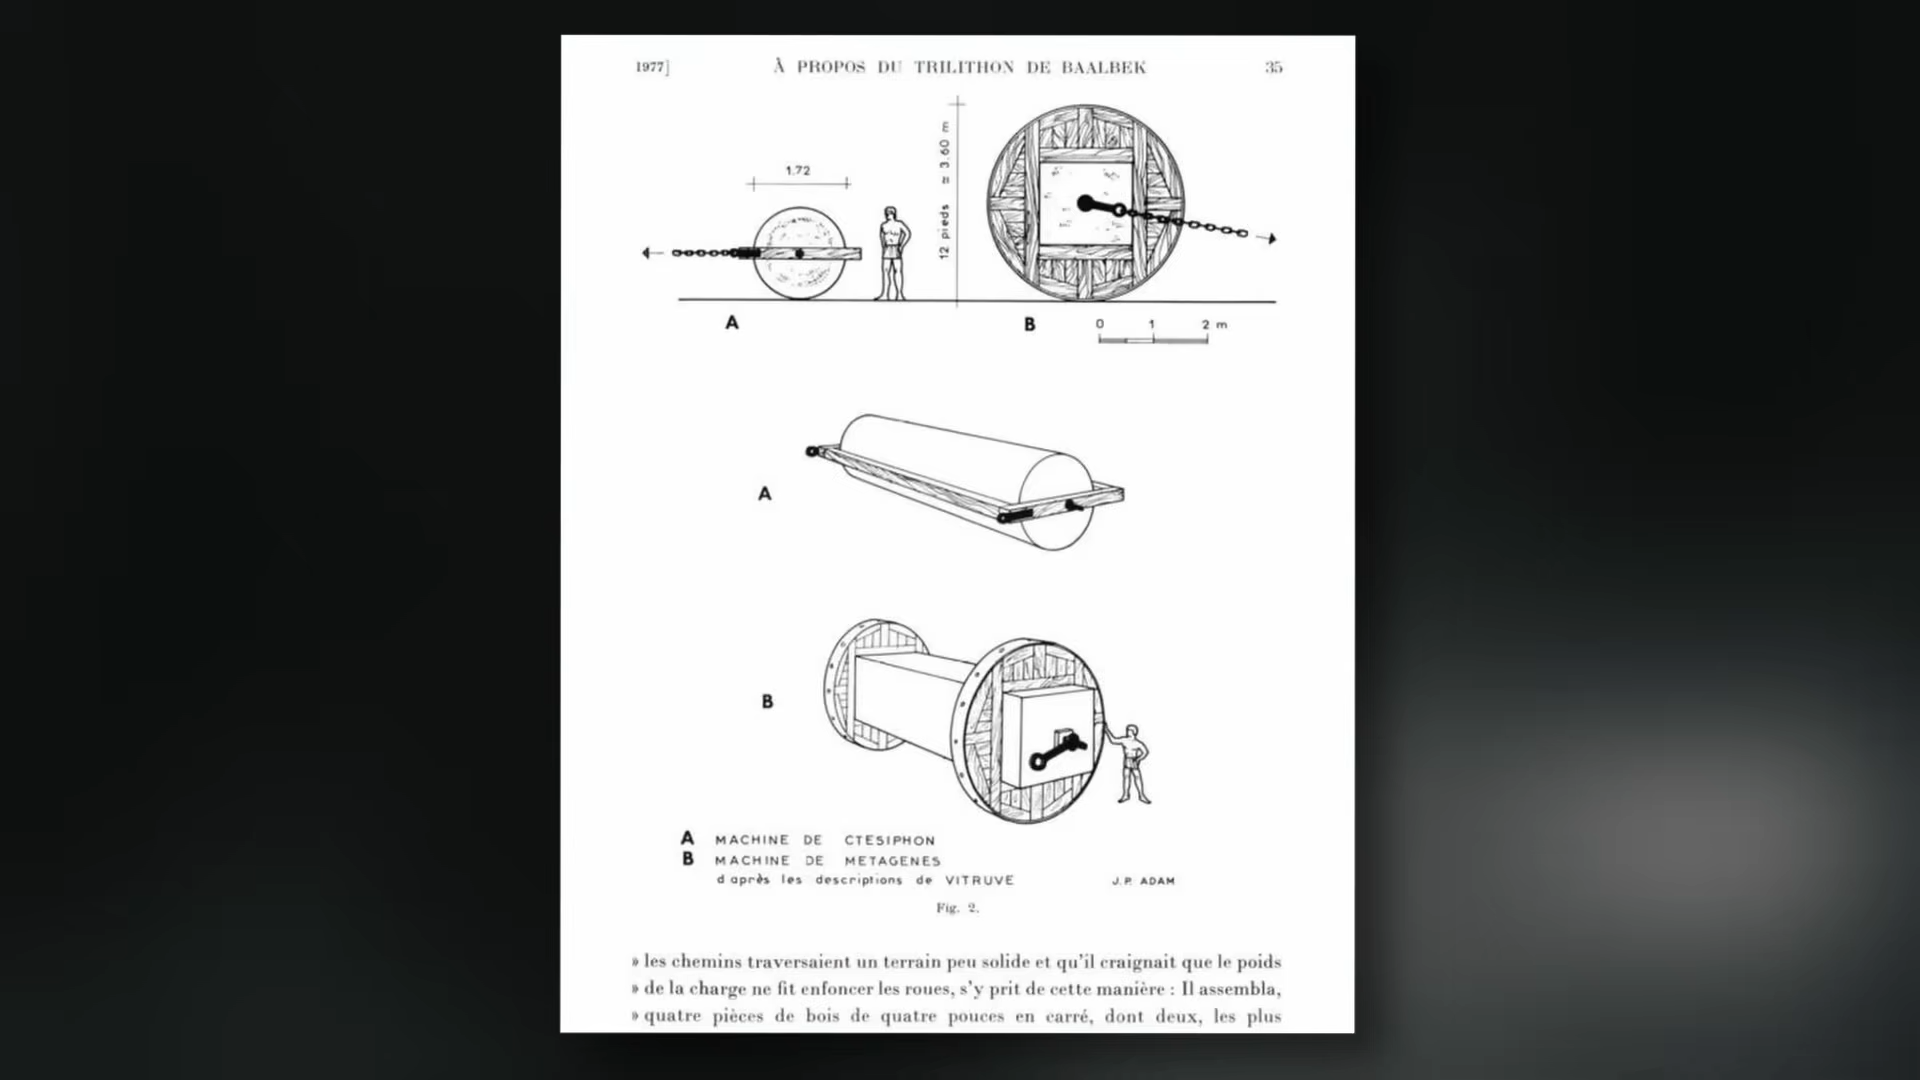 1977] À PROPOS DU TRILITHON DE BAALBEK 35
1.72
12 pieds ≃ 3.60 m
A
B
0 1 2 m
A
B
A MACHINE DE CTESIPHON
B MACHINE DE METAGENES
d'après les descriptions de VITRUVE J.P. ADAM
Fig. 2.
» les chemins traversaient un terrain peu solide et qu'il craignait que le poids
» de la charge ne fit enfoncer les roues, s'y prit de cette manière : Il assembla,
» quatre pièces de bois de quatre pouces en carré, dont deux, les plus